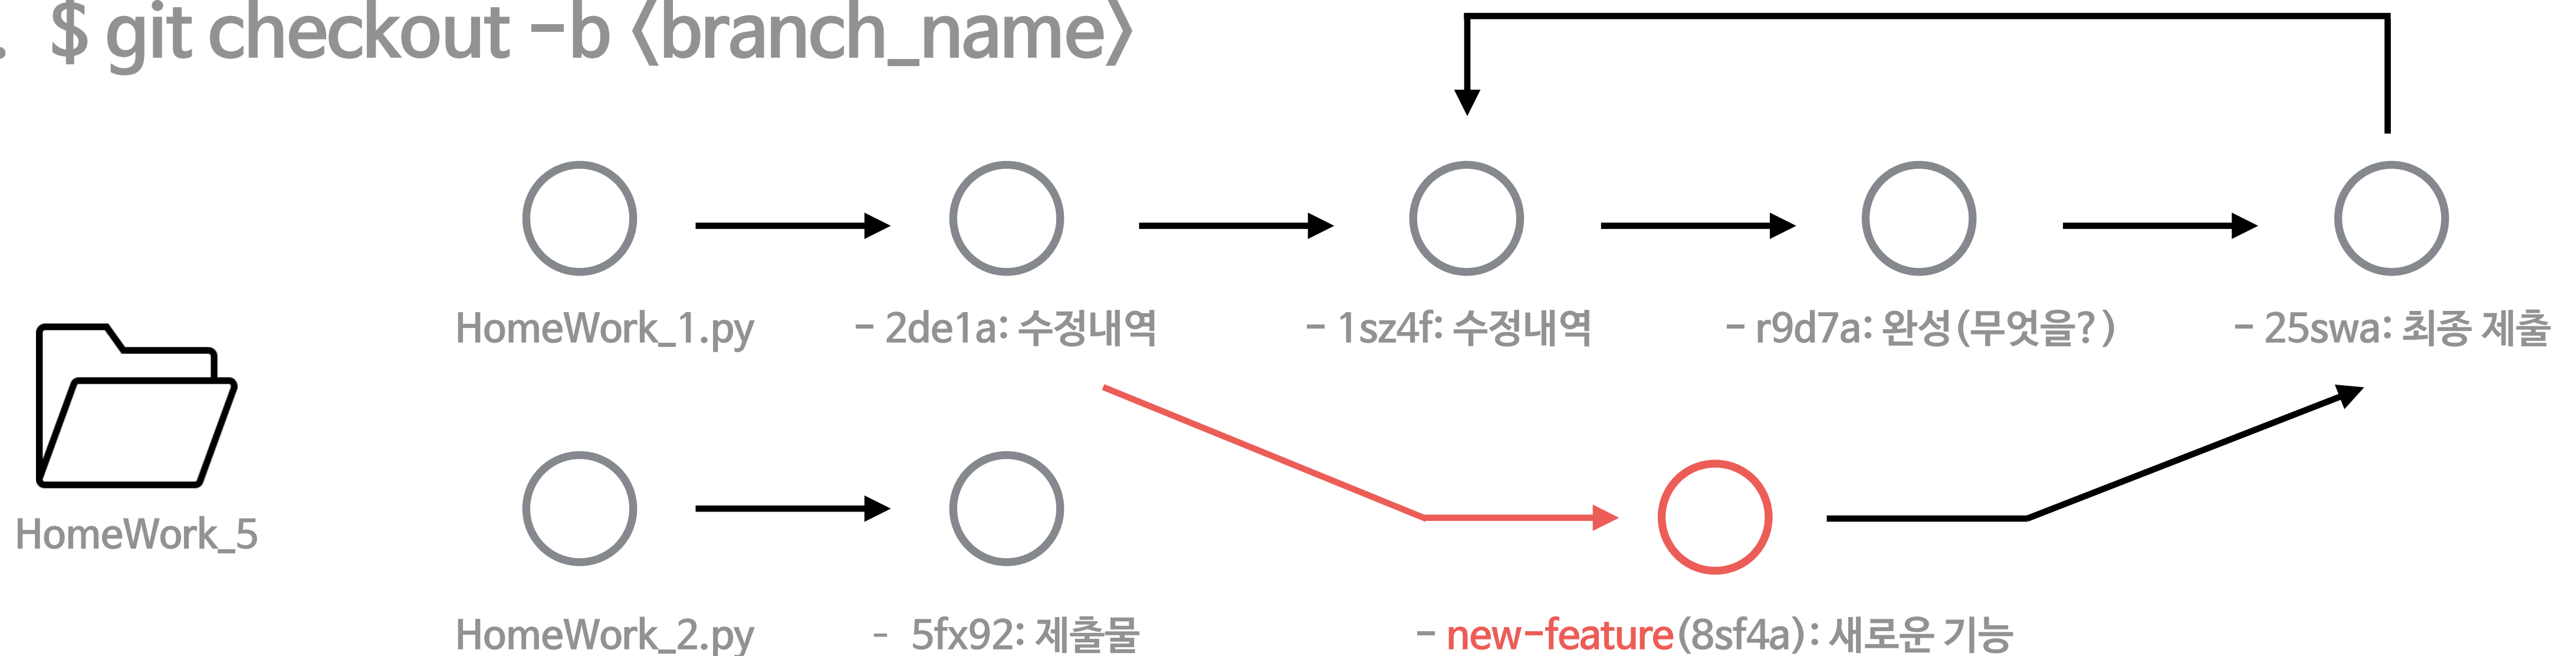 . $ git checkout -b <branch_name>
HomeWork_1.py
- 2de1a: 수정내역
- 1sz4f: 수정내역
- r9d7a: 완성(무엇을?)
- 25swa: 최종 제출
HomeWork_5
HomeWork_2.py
- 5fx92: 제출물
- new-feature(8sf4a): 새로운 기능